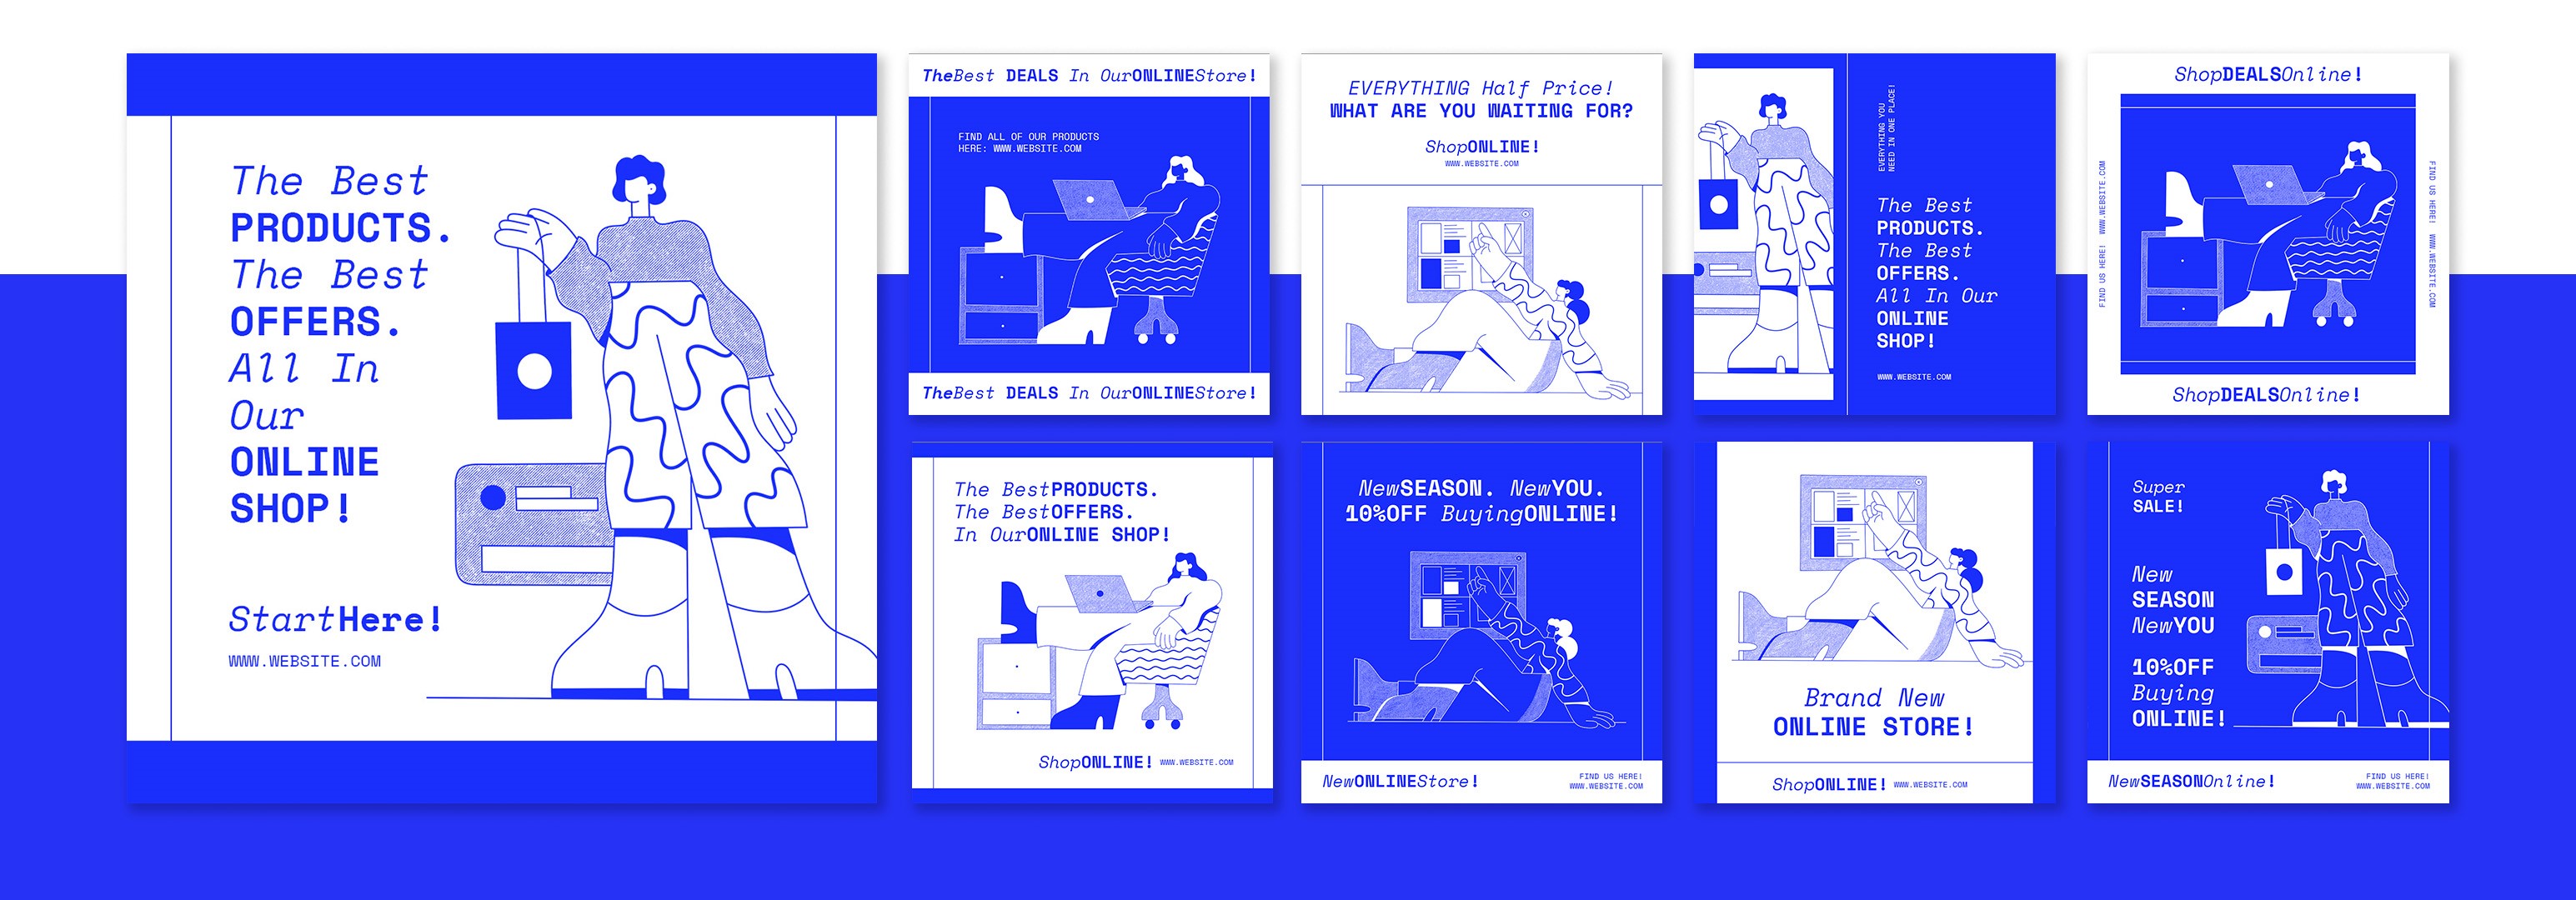 The Best
PRODUCTS.
The Best
OFFERS.
All In
Our
ONLINE
SHOP!
StartHere!
WWW.WEBSITE.COM
TheBest DEALS In OurONLINEStore!
FIND ALL OF OUR PRODUCTS
HERE: WWW.WEBSITE.COM
TheBest DEALS In OurONLINEStore!
EVERYTHING Half Price!
WHAT ARE YOU WAITING FOR?
ShopONLINE!
WWW.WEBSITE.COM
EVERYTHING YOU
NEED IN ONE PLACE!
The Best
PRODUCTS.
The Best
OFFERS.
All In Our
ONLINE
SHOP!
WWW.WEBSITE.COM
ShopDEALSOnline!
FIND US HERE! WWW.WEBSITE.COM
FIND US HERE! WWW.WEBSITE.COM
ShopDEALSOnline!
The BestPRODUCTS.
The BestOFFERS.
In OurONLINE SHOP!
ShopONLINE! WWW.WEBSITE.COM
NewSEASON. NewYOU.
10%OFF BuyingONLINE!
NewONLINEStore!
FIND US HERE!
WWW.WEBSITE.COM
Brand New
ONLINE STORE!
ShopONLINE! WWW.WEBSITE.COM
Super
SALE!
New
SEASON
NewYOU
10%OFF
Buying
ONLINE!
NewSEASONOnline!
FIND US HERE!
WWW.WEBSITE.COM